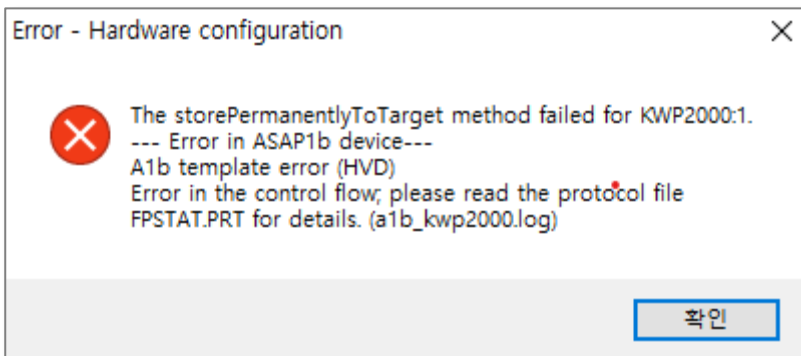 Error - Hardware configuration
The storePermanentlyToTarget method failed for KWP2000:1.
--- Error in ASAP1b device---
A1b template error (HVD)
Error in the control flow; please read the protocol file
FPSTAT.PRT for details. (a1b_kwp2000.log)
확인